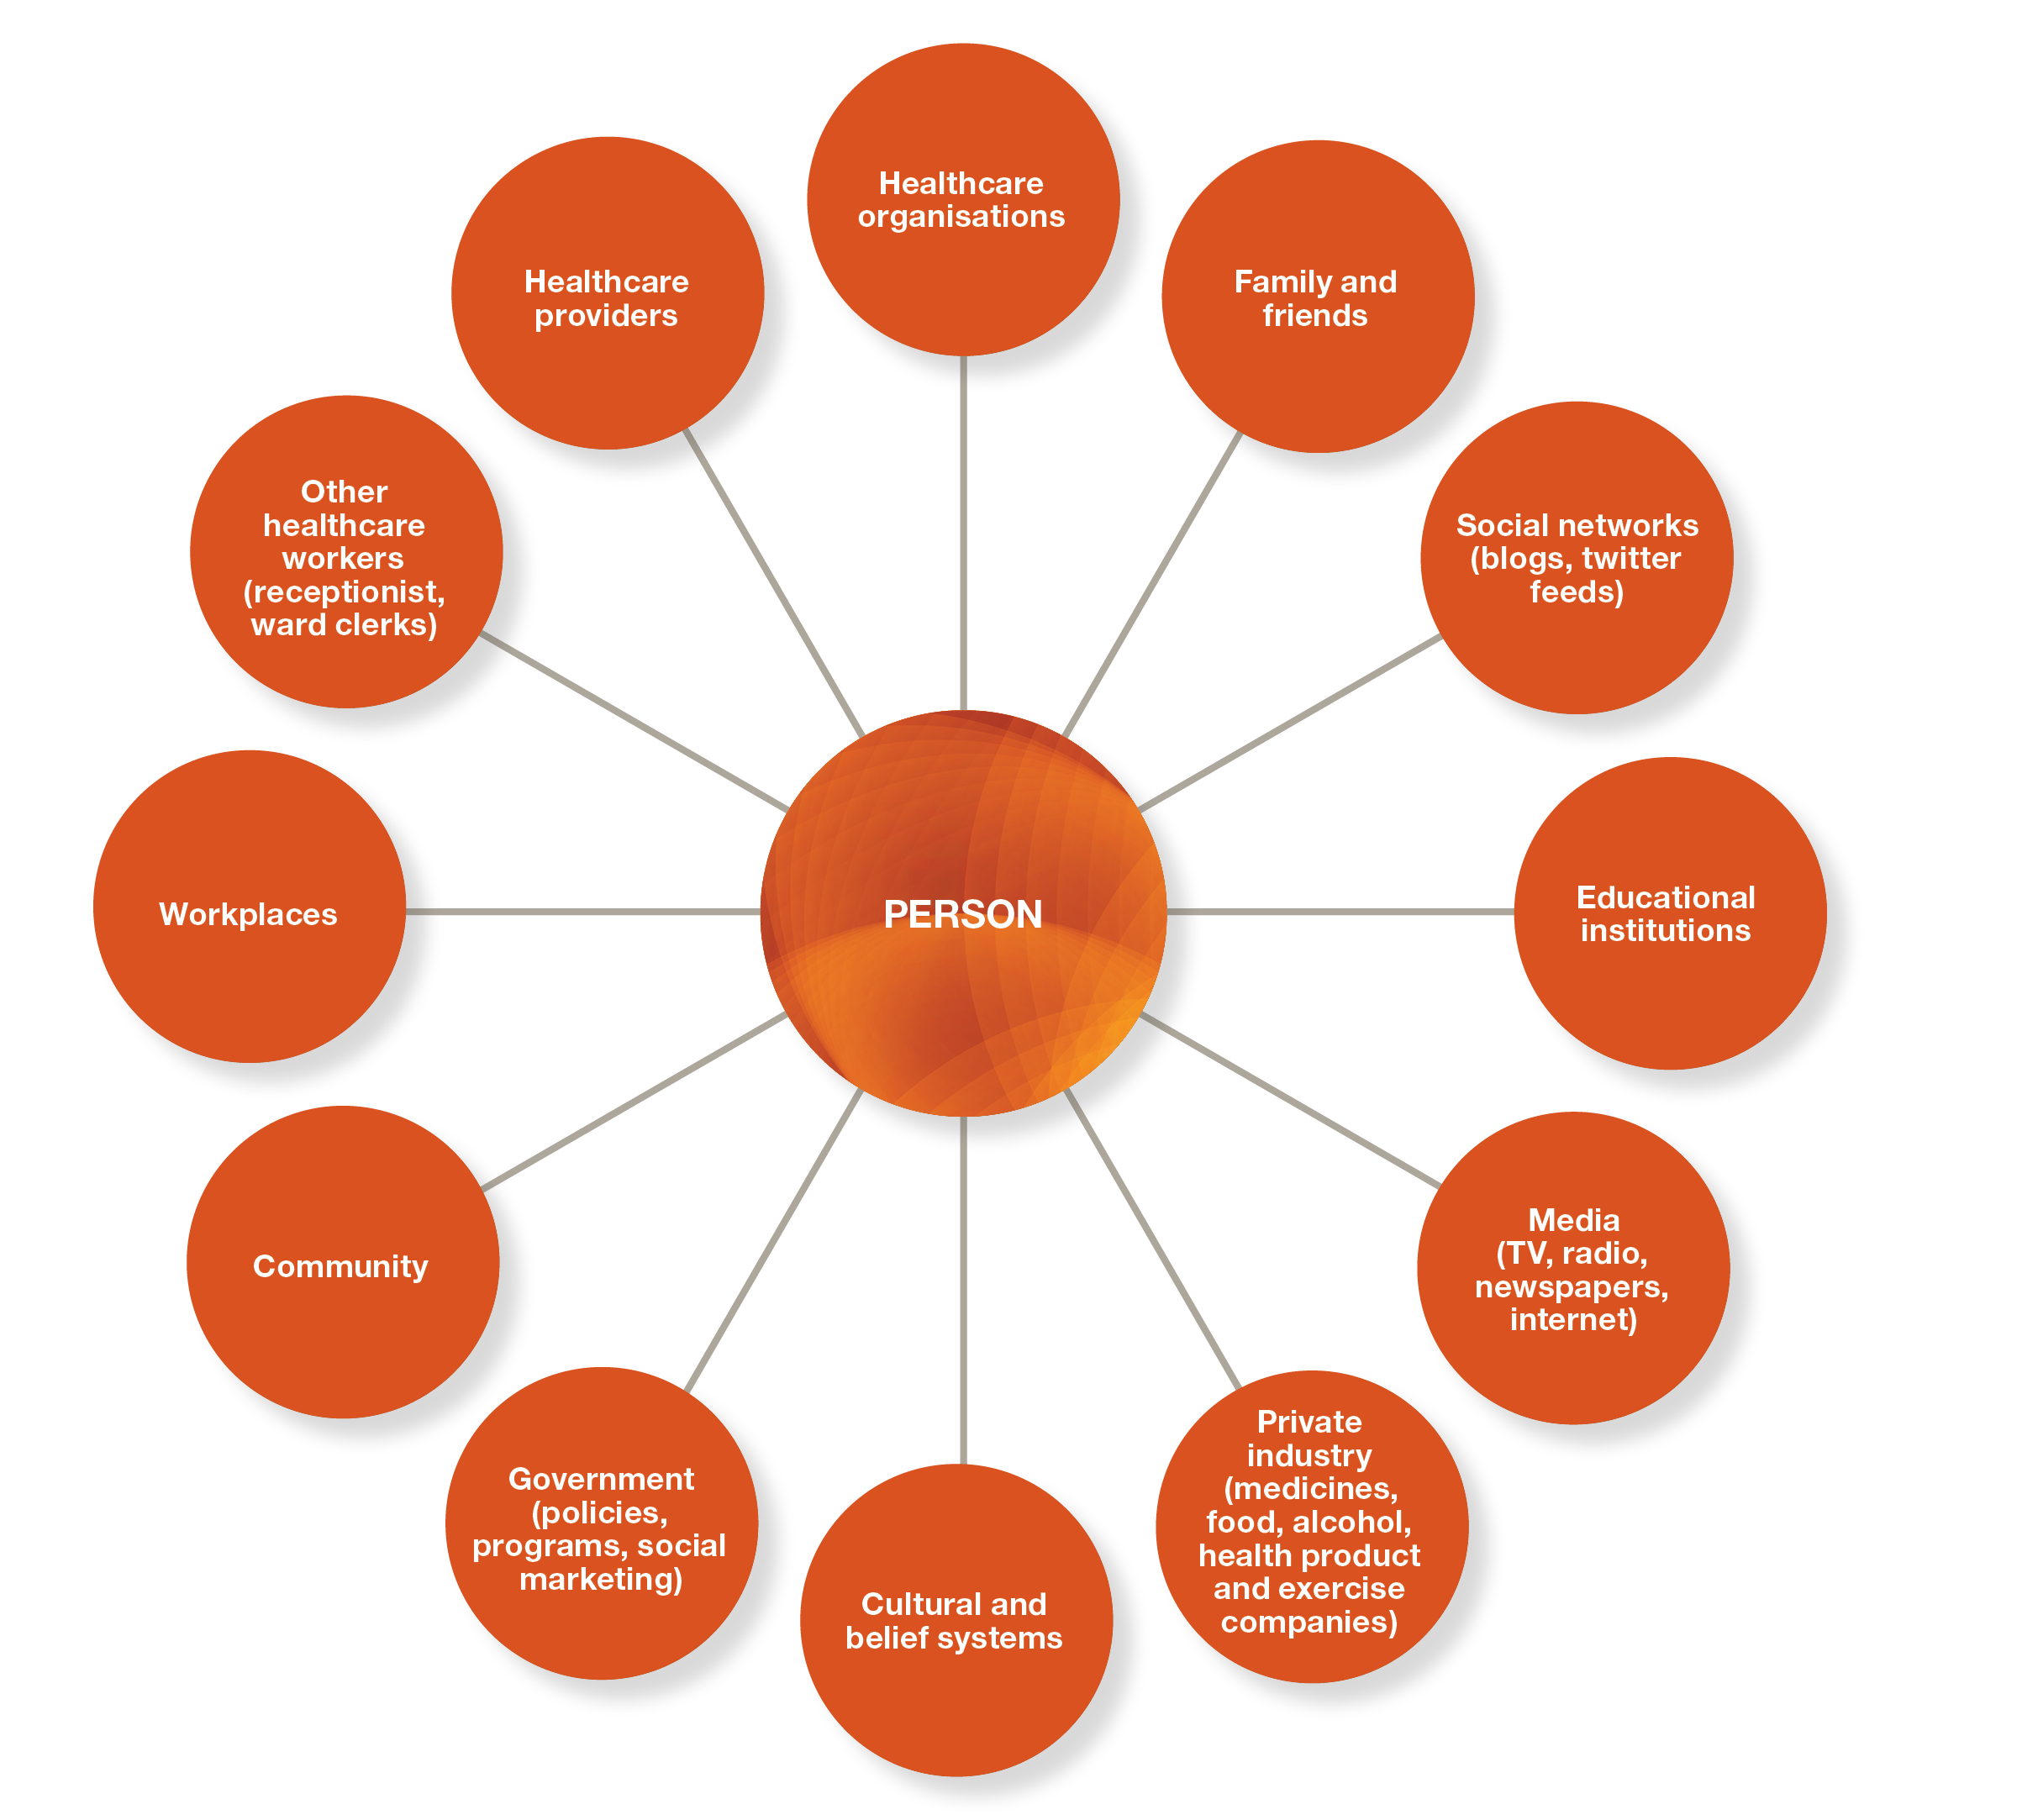 Healthcare
organisations
Family and
friends
Social networks
(blogs, twitter
feeds)
Educational
institutions
Media
(TV, radio,
newspapers,
internet)
Private
industry
(medicines,
food, alcohol,
health product
and exercise
companies)
Cultural and
belief systems
Government
(policies,
programs, social
marketing)
Community
Workplaces
Other
healthcare
workers
(receptionist,
ward clerks)
Healthcare
providers
PERSON